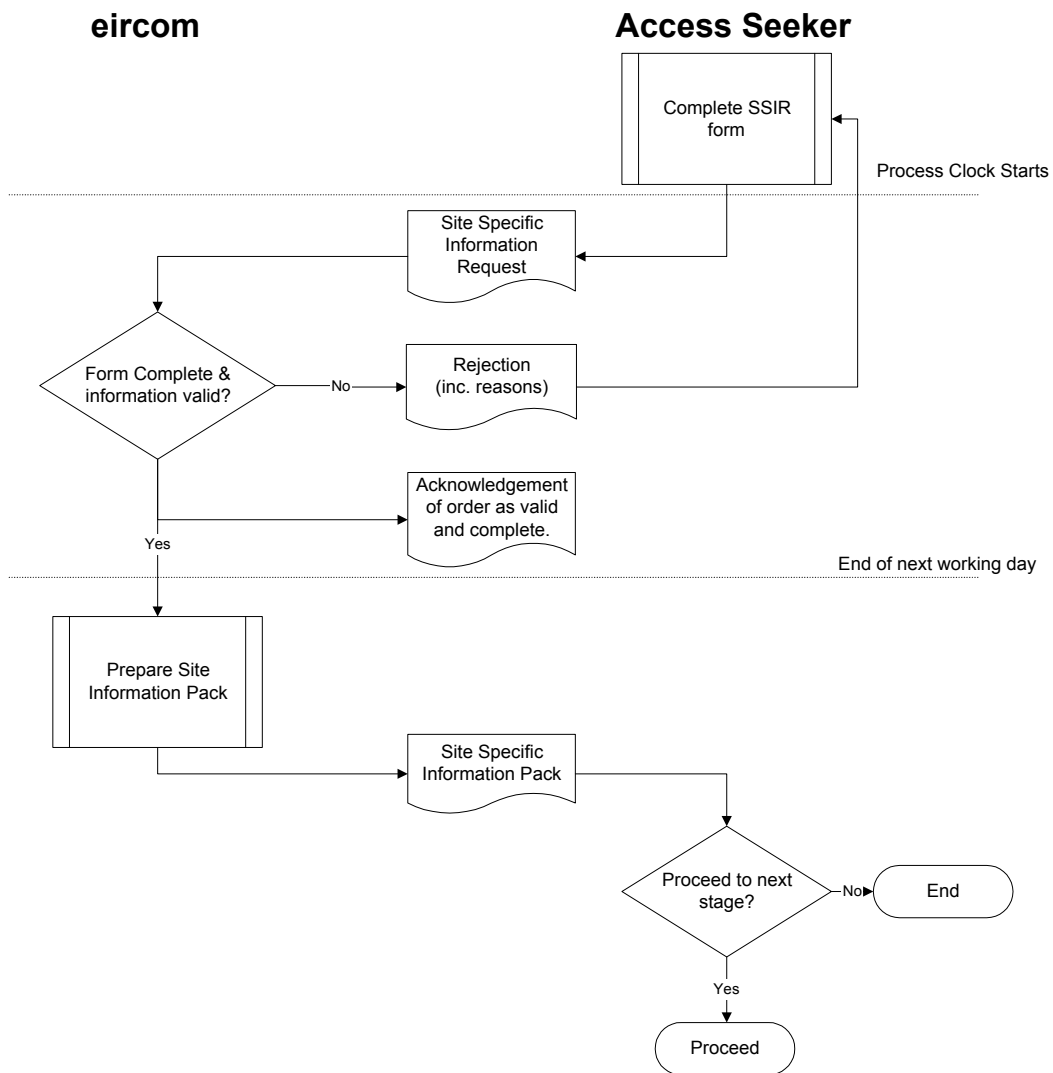 eircom
Access Seeker
Complete SSIR
form
Process Clock Starts
Site Specific
Information
Request
Form Complete &
information valid?
No
Rejection
(inc. reasons)
Acknowledgement
of order as valid
and complete.
Yes
End of next working day
Prepare Site
Information Pack
Site Specific
Information Pack
Proceed to next
stage?
No
End
Yes
Proceed